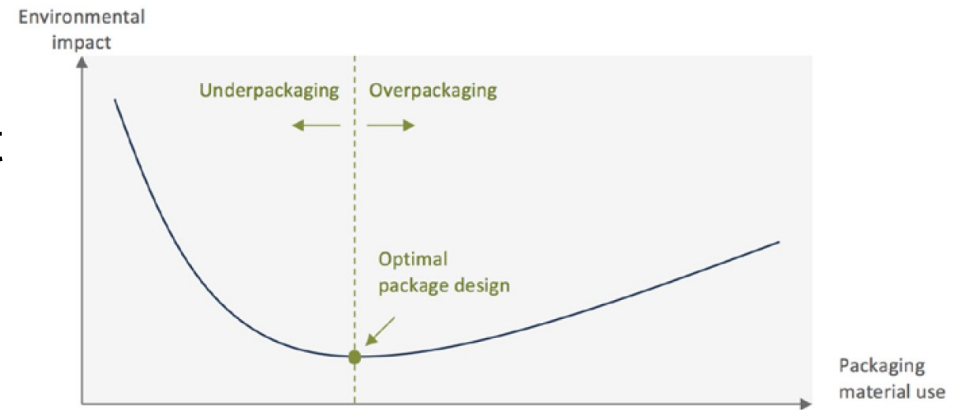 Environmental
impact
Underpackaging
Overpackaging
Optimal
package design
Packaging
material use